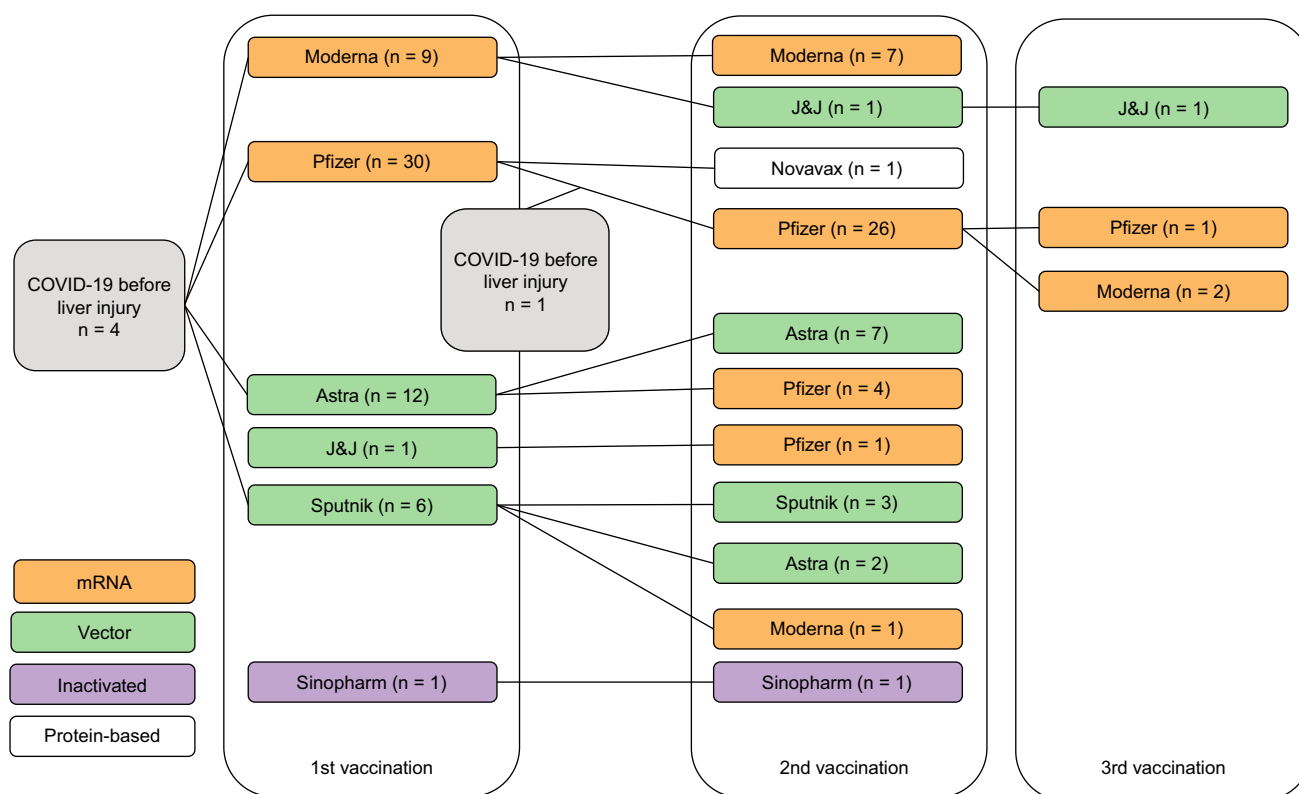 COVID-19 before
liver injury
n = 4
Moderna (n = 9)
Pfizer (n = 30)
COVID-19 before
liver injury
n = 1
Astra (n = 12)
J&J (n = 1)
Sputnik (n = 6)
Sinopharm (n = 1)
1st vaccination
Moderna (n = 7)
J&J (n = 1)
Novavax (n = 1)
Pfizer (n = 26)
Astra (n = 7)
Pfizer (n = 4)
Pfizer (n = 1)
Sputnik (n = 3)
Astra (n = 2)
Moderna (n = 1)
Sinopharm (n = 1)
2nd vaccination
J&J (n = 1)
Pfizer (n = 1)
Moderna (n = 2)
3rd vaccination
mRNA
Vector
Inactivated
Protein-based